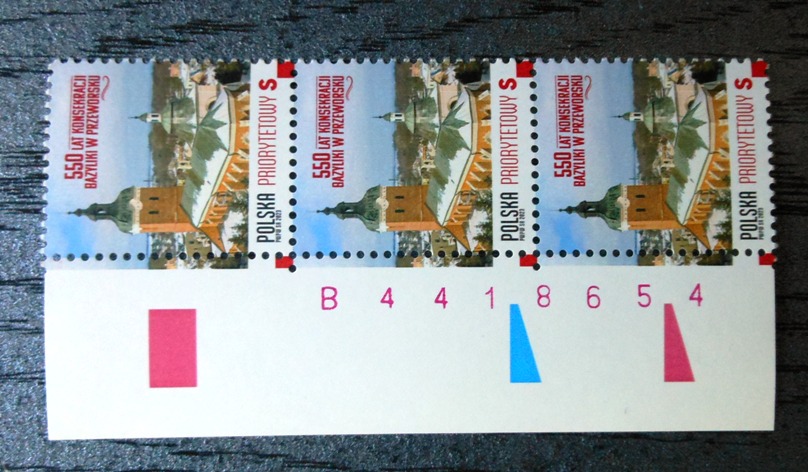 550 LAT KONSEKRACJI
BAZYLIKI W PRZEWORSKU
POLSKA PRIORYTETOWY S
550 LAT KONSEKRACJI
BAZYLIKI W PRZEWORSKU
POLSKA PRIORYTETOWY S
550 LAT KONSEKRACJI
BAZYLIKI W PRZEWORSKU
POLSKA PRIORYTETOWY S
B 4 4 1 8 6 5 4